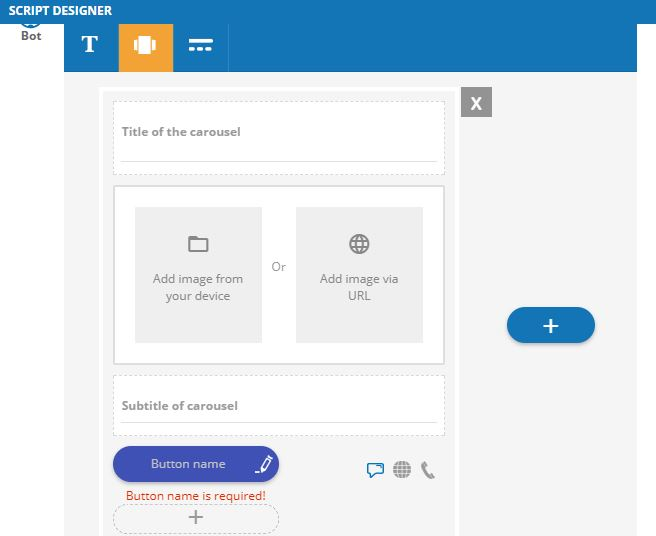 SCRIPT DESIGNER
Bot
T
X
Title of the carousel
Add image from
your device
Or
Add image via
URL
+
Subtitle of carousel
Button name
Button name is required!
+